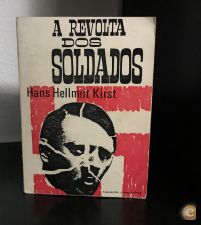 A REVOLTA
DOS
SOLDADOS
Hans Hellmut Kirst